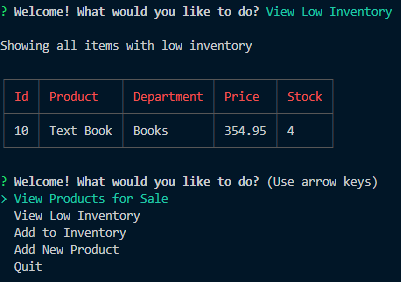 ? Welcome! What would you like to do? View Low Inventory
Showing all items with low inventory
Id Product Department Price Stock
10 Text Book Books 354.95 4
? Welcome! What would you like to do? (Use arrow keys)
> View Products for Sale
View Low Inventory
Add to Inventory
Add New Product
Quit